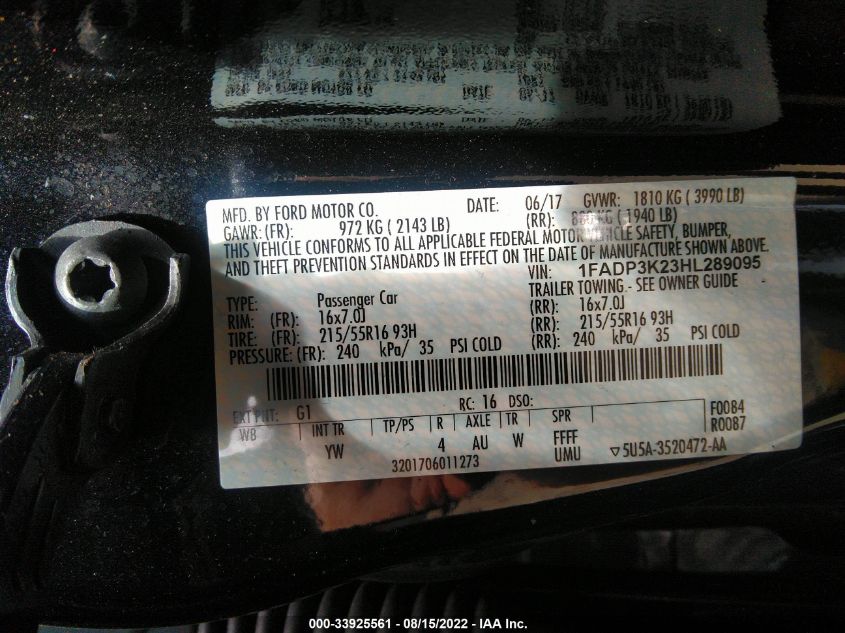 MFD. BY FORD MOTOR CO. DATE: 06/17 GVWR: 1810 KG ( 3990 LB)
GAWR: (FR): 972 KG ( 2143 LB) (RR): KG ( 1940 LB)
THIS VEHICLE CONFORMS TO ALL APPLICABLE FEDERAL MOTOR VEHICLE SAFETY, BUMPER,
AND THEFT PREVENTION STANDARDS IN EFFECT ON THE DATE OF MANUFACTURE SHOWN ABOVE.
VIN: 1FADP3K23HL289095
TYPE: Passenger Car TRAILER TOWING.- SEE OWNER GUIDE
RIM: (FR): 16x7.0J (RR): 16x7.0J
TIRE: (FR): 215/55R16 93H (RR): 215/55R16 93H
PRESSURE: (FR): 240 kPa/ 35 PSI COLD (RR): 240 kPa/ 35 PSI COLD
RC: 16 DSO:
EXT PNT: G1 F0084
WB INT TR TP/PS R AXLE TR SPR R0087
YW 4 AU W FFFF
UMU
3201706011273 ▽5U5A-3520472-AA
000-33925561 - 08/15/2022 - IAA Inc.